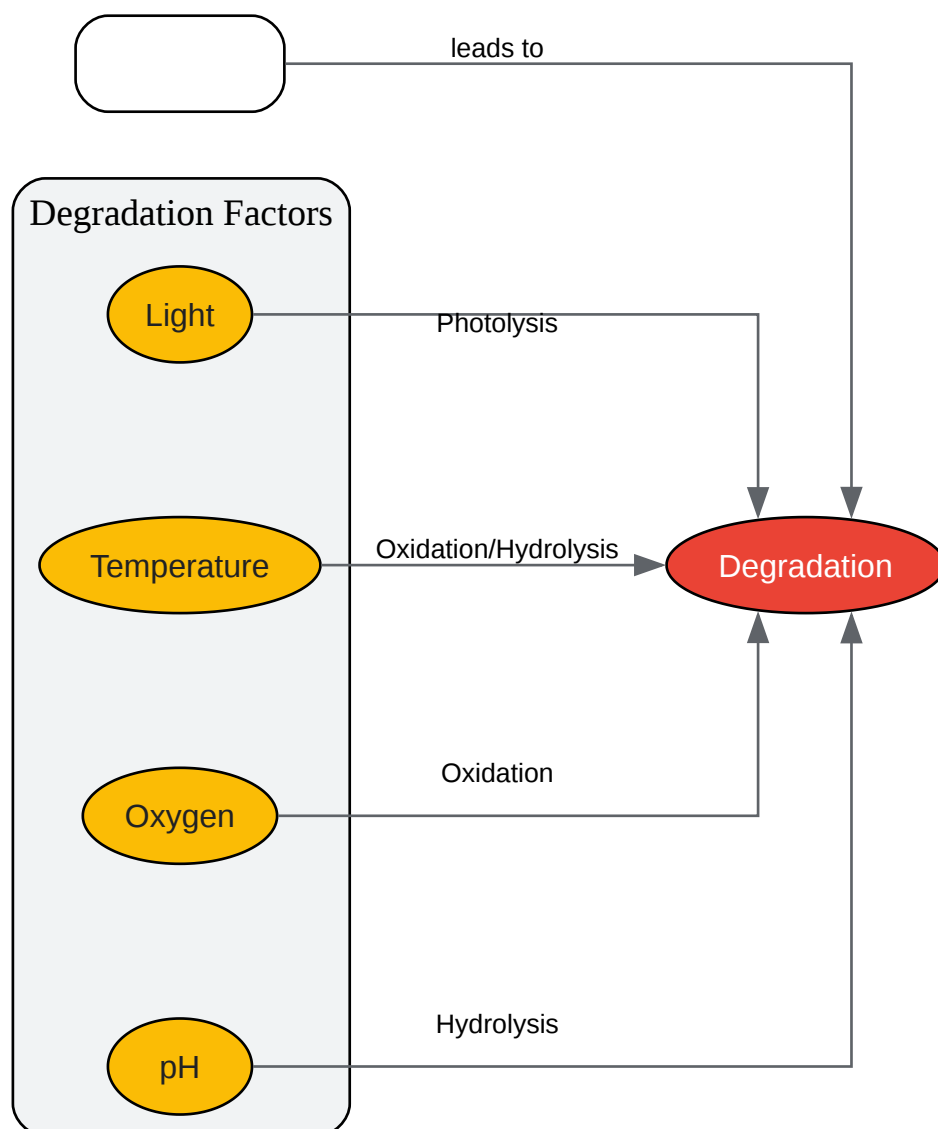 leads to
Degradation Factors
Light
Photolysis
Temperature
Oxidation/Hydrolysis
Degradation
Oxygen
Oxidation
pH
Hydrolysis